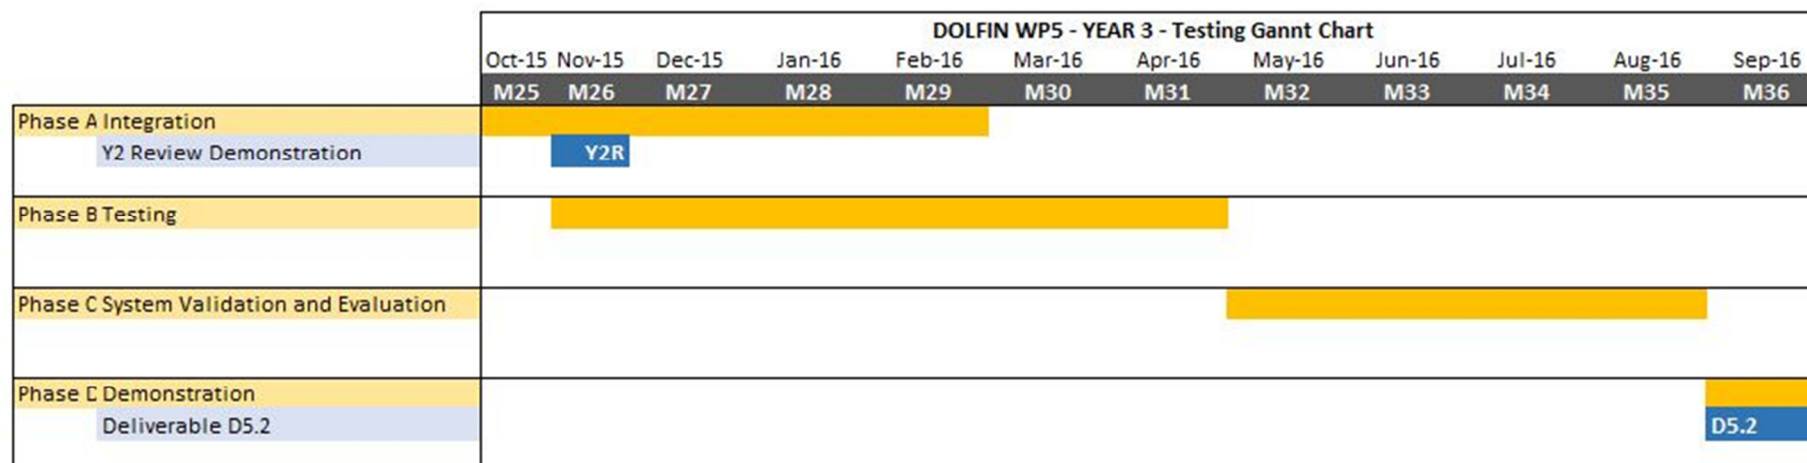 DOLFIN WP5 - YEAR 3 - Testing Gannt Chart
Oct-15 Nov-15 Dec-15 Jan-16 Feb-16 Mar-16 Apr-16 May-16 Jun-16 Jul-16 Aug-16 Sep-16
M25 M26 M27 M28 M29 M30 M31 M32 M33 M34 M35 M36
Phase A Integration
Y2 Review Demonstration Y2R
Phase B Testing
Phase C System Validation and Evaluation
Phase D Demonstration
Deliverable D5.2 D5.2